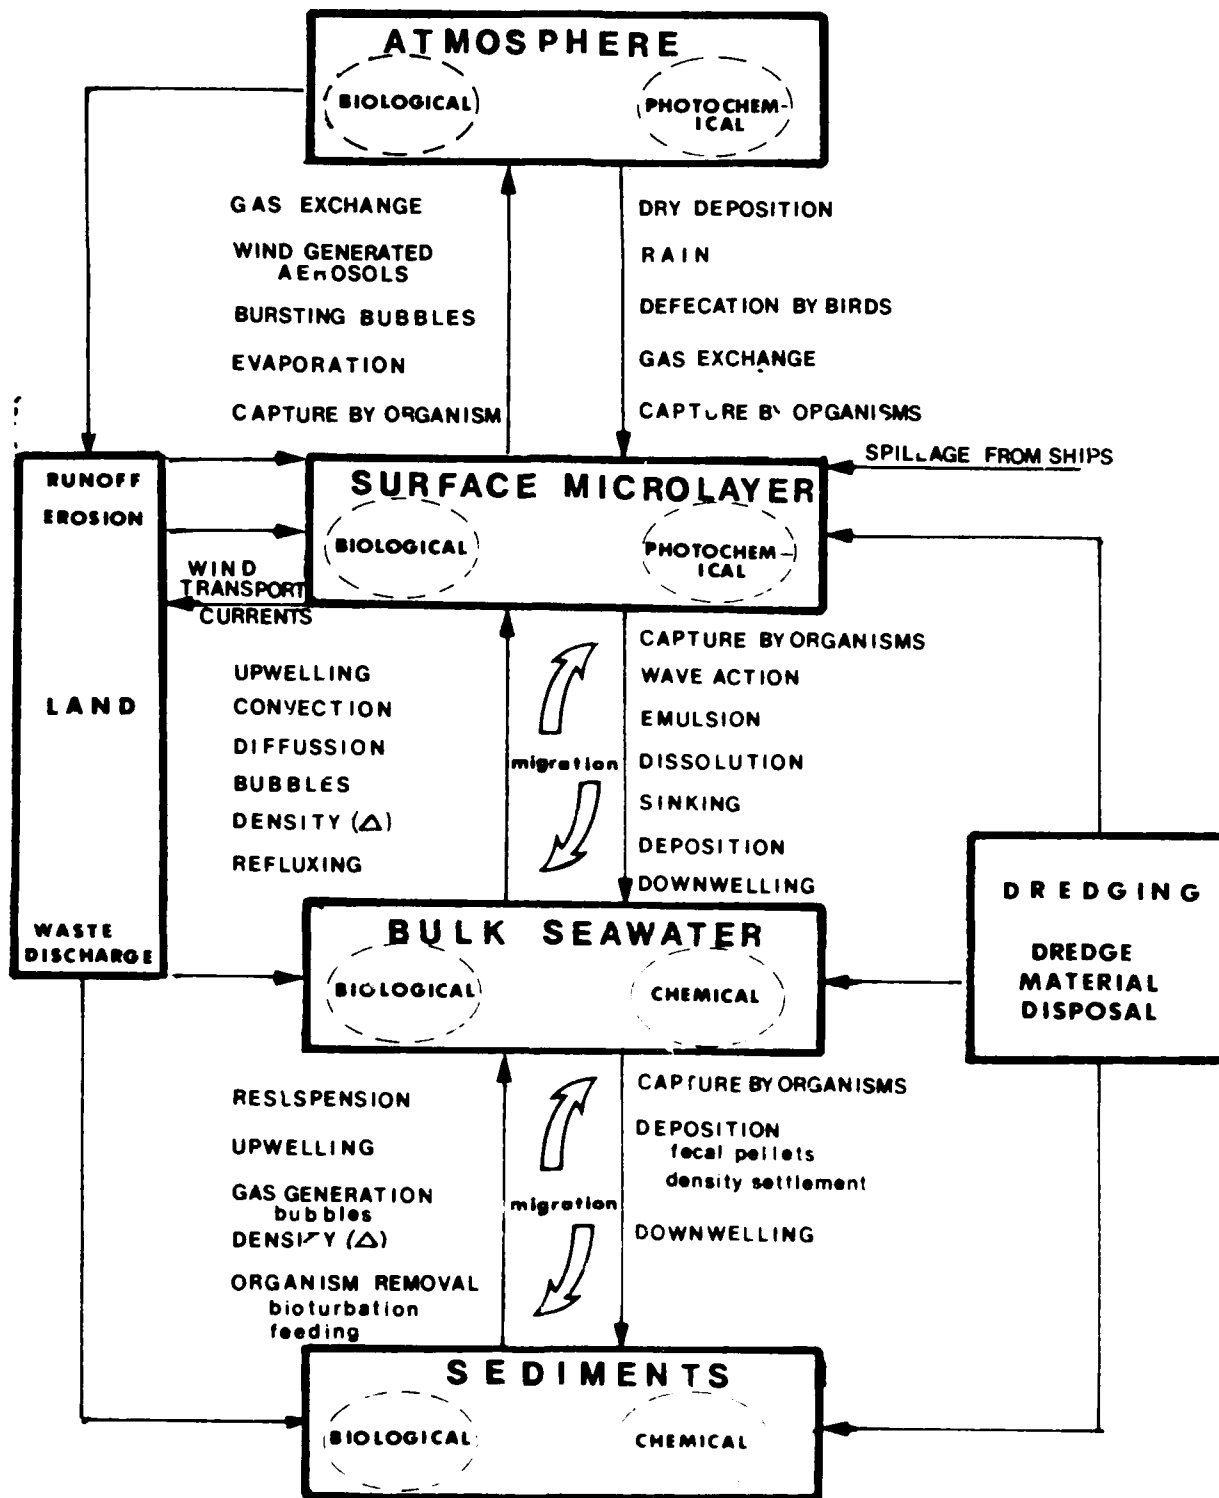 ATMOSPHERE
BIOLOGICAL
PHOTOCHEM-
ICAL
GAS EXCHANGE
WIND GENERATED
AEROSOLS
BURSTING BUBBLES
EVAPORATION
CAPTURE BY ORGANISM
DRY DEPOSITION
RAIN
DEFECATION BY BIRDS
GAS EXCHANGE
CAPTURE BY ORGANISMS
SPILLAGE FROM SHIPS
RUNOFF
EROSION
LAND
WASTE
DISCHARGE
SURFACE MICROLAYER
BIOLOGICAL
PHOTOCHEM-
ICAL
WIND
TRANSPORT
CURRENTS
UPWELLING
CONVECTION
DIFFUSSION
BUBBLES
DENSITY (△)
REFLUXING
migration
CAPTURE BY ORGANISMS
WAVE ACTION
EMULSION
DISSOLUTION
SINKING
DEPOSITION
DOWNWELLING
DREDGING
DREDGE
MATERIAL
DISPOSAL
BULK SEAWATER
BIOLOGICAL
CHEMICAL
RESUSPENSION
UPWELLING
GAS GENERATION
bubbles
DENSITY (△)
ORGANISM REMOVAL
bioturbation
feeding
migration
CAPTURE BY ORGANISMS
DEPOSITION
fecal pellets
density settlement
DOWNWELLING
SEDIMENTS
BIOLOGICAL
CHEMICAL